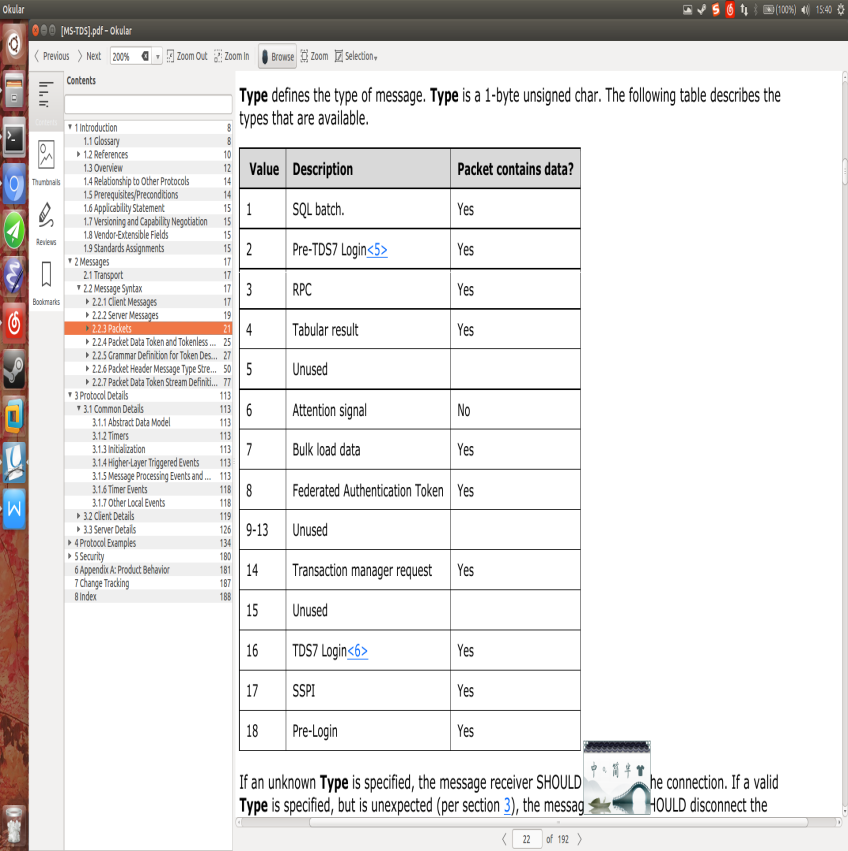 Okular
(100%)
15:40
[MS-TDS].pdf – Okular
Previous Next 200% Zoom Out Zoom In Browse Zoom Selection
Contents
Thumbnails
Reviews
Bookmarks
1 Introduction 8
1.1 Glossary 8
1.2 References 10
1.3 Overview 12
1.4 Relationship to Other Protocols 14
1.5 Prerequisites/Preconditions 14
1.6 Applicability Statement 15
1.7 Versioning and Capability Negotiation 15
1.8 Vendor-Extensible Fields 15
1.9 Standards Assignments 15
2 Messages 17
2.1 Transport 17
2.2 Message Syntax 17
2.2.1 Client Messages 17
2.2.2 Server Messages 19
2.2.3 Packets 21
2.2.4 Packet Data Token and Tokenless ... 25
2.2.5 Grammar Definition for Token Des... 27
2.2.6 Packet Header Message Type Stre... 50
2.2.7 Packet Data Token Stream Definiti... 77
3 Protocol Details 113
3.1 Common Details 113
3.1.1 Abstract Data Model 113
3.1.2 Timers 113
3.1.3 Initialization 113
3.1.4 Higher-Layer Triggered Events 113
3.1.5 Message Processing Events and ... 113
3.1.6 Timer Events 118
3.1.7 Other Local Events 118
3.2 Client Details 119
3.3 Server Details 126
4 Protocol Examples 134
5 Security 180
6 Appendix A: Product Behavior 181
7 Change Tracking 187
8 Index 188
Type defines the type of message. Type is a 1-byte unsigned char. The following table describes the
types that are available.
Value Description Packet contains data?
1 SQL batch. Yes
2 Pre-TDS7 Login<5> Yes
3 RPC Yes
4 Tabular result Yes
5 Unused
6 Attention signal No
7 Bulk load data Yes
8 Federated Authentication Token Yes
9-13 Unused
14 Transaction manager request Yes
15 Unused
16 TDS7 Login<6> Yes
17 SSPI Yes
18 Pre-Login Yes
If an unknown Type is specified, the message receiver SHOULD he connection. If a valid
Type is specified, but is unexpected (per section 3), the messag OULD disconnect the
中 简 半
22 of 192